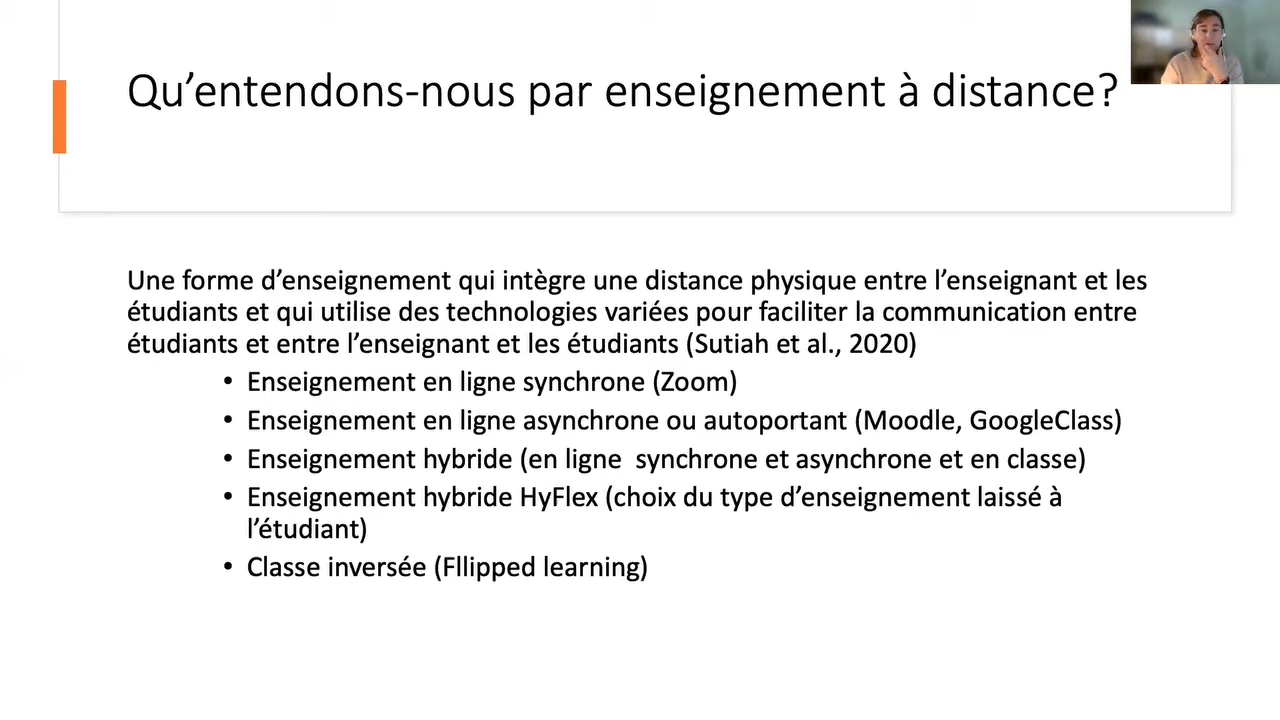 Qu’entendons-nous par enseignement à distance?
Une forme d’enseignement qui intègre une distance physique entre l’enseignant et les
étudiants et qui utilise des technologies variées pour faciliter la communication entre
étudiants et entre l’enseignant et les étudiants (Sutiah et al., 2020)
• Enseignement en ligne synchrone (Zoom)
• Enseignement en ligne asynchrone ou autoportant (Moodle, GoogleClass)
• Enseignement hybride (en ligne  synchrone et asynchrone et en classe)
• Enseignement hybride HyFlex (choix du type d’enseignement laissé à
l’étudiant)
• Classe inversée (Fllipped learning)